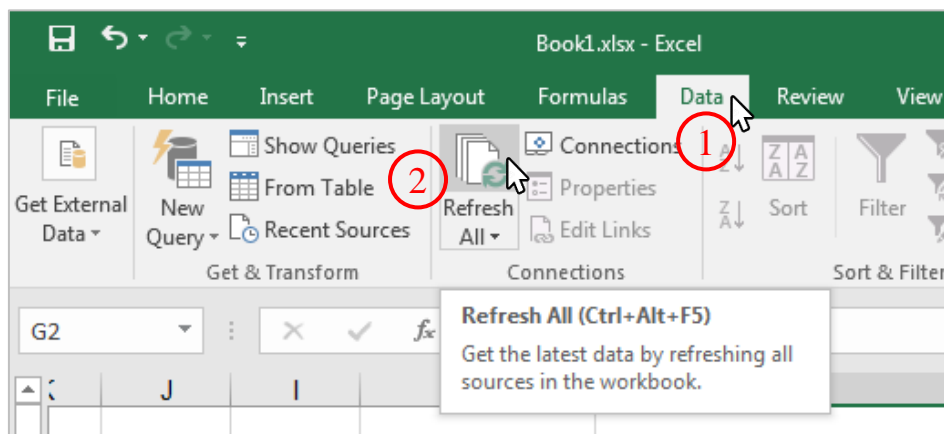 Book1.xlsx - Excel
File Home Insert Page Layout Formulas Data Review View
1
2
Get External
Data
New
Query
Show Queries
From Table
Recent Sources
Get & Transform
Refresh
All
Connections
Properties
Edit Links
Connections
A
Z
Z
A
Z A
A Z
Sort
Filter
Sort & Filter
G2
fx
Refresh All (Ctrl+Alt+F5)
Get the latest data by refreshing all
sources in the workbook.
J I